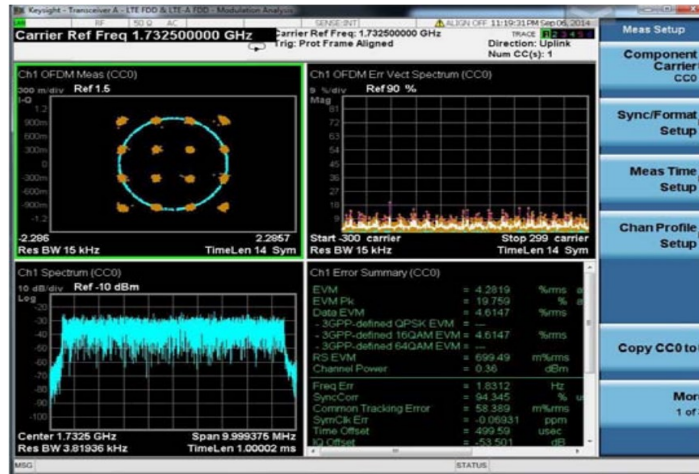 Keysight - Transceiver A - LTE FDD & LTE-A FDD - Modulation Analysis
RF 50 Ω AC SENSE:INT ALIGN OFF 11:19:31 PM Sep 06, 2014
Carrier Ref Freq 1.732500000 GHz
Carrier Ref Freq: 1.732500000 GHz
Trig: Prot Frame Aligned
TRACE
Direction: Uplink
Num CC(s): 1
Meas Setup
Component Carrier
CC0
Sync/Format
Setup
Meas Time
Setup
Chan Profile
Setup
Copy CC0 to
More
1 of
Ch1 OFDM Meas (CC0)
300 m/div Ref 1.5
I-Q
1.2
900m
600m
300m
0
-300m
-600m
-900m
-1.2
-2.286 2.2857
Res BW 15 kHz TimeLen 14 Sym
Ch1 OFDM Err Vect Spectrum (CC0)
9 %/div Ref 90 %
Mag
81
72
63
54
45
36
27
18
9
Start -300 carrier Stop 299 carrier
Res BW 15 kHz TimeLen 14 Sym
Ch1 Spectrum (CC0)
10 dB/div Ref -10 dBm
Log
-20
-30
-40
-50
-60
-70
-80
-90
-100
Center 1.7325 GHz Span 9.999375 MHz
Res BW 3.81936 kHz TimeLen 1.00002 ms
Ch1 Error Summary (CC0)
EVM = 4.2819 %rms
EVM Pk = 19.759 %
Data EVM = 4.6147 %rms
- 3GPP-defined QPSK EVM = ---
- 3GPP-defined 16QAM EVM = 4.6147 %rms
- 3GPP-defined 64QAM EVM = ---
RS EVM = 699.49 m%rms
Channel Power = 0.36 dBm
Freq Err = 1.8312 Hz
SyncCorr = 94.345 %
Common Tracking Error = 58.389 m%rms
SymClk Err = -0.06931 ppm
Time Offset = 499.59 usec
IQ Offset = -53.501 dB
MSG STATUS